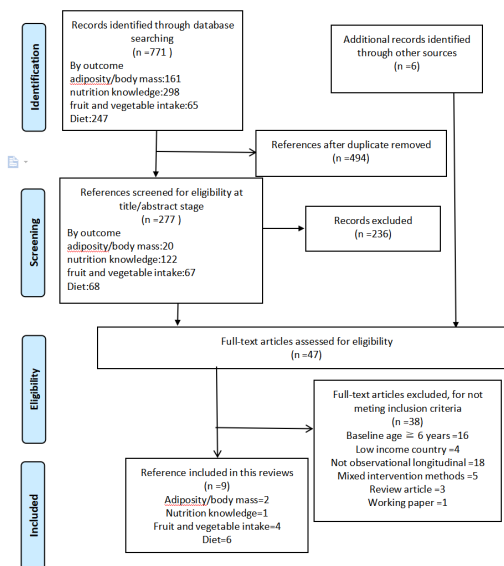 Identification
Records identified through database
searching
(n =771 )
By outcome
adiposity/body mass:161
nutrition knowledge:298
fruit and vegetable intake:65
Diet:247
Additional records identified
through other sources
(n =6)
References after duplicate removed
(n =494)
Screening
References screened for eligibility at
title/abstract stage
(n =277 )
By outcome
adiposity/body mass:20
nutrition knowledge:122
fruit and vegetable intake:67
Diet:68
Records excluded
(n =236)
Eligibility
Full-text articles assessed for eligibility
(n =47)
Full-text articles excluded, for not
meting inclusion criteria
(n =38)
Baseline age ≧ 6 years =16
Low income country =4
Not observational longitudinal =18
Mixed intervention methods =5
Review article =3
Working paper =1
Included
Reference included in this reviews
(n =9)
Adiposity/body mass=2
Nutrition knowledge=1
Fruit and vegetable intake=4
Diet=6